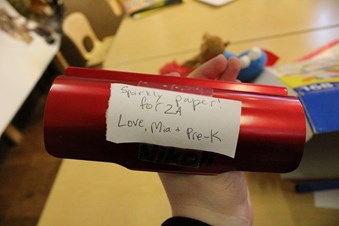 Sparkly paper!
for 2A
Love, Mia + Pre-K